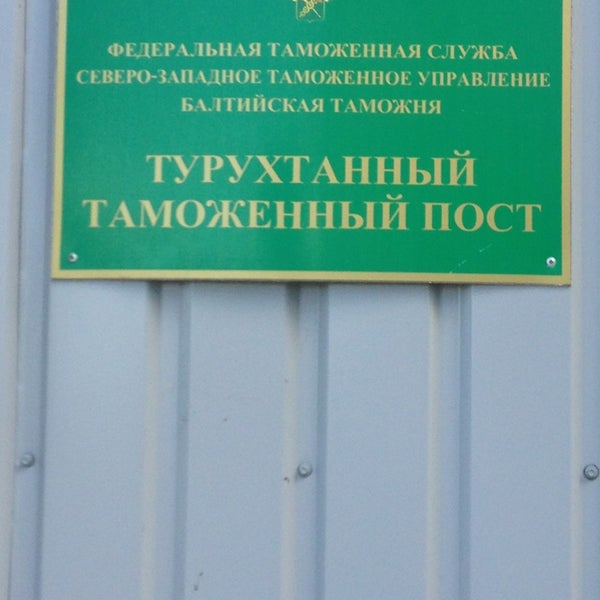 ФЕДЕРАЛЬНАЯ ТАМОЖЕННАЯ СЛУЖБА
СЕВЕРО-ЗАПАДНОЕ ТАМОЖЕННОЕ УПРАВЛЕНИЕ
БАЛТИЙСКАЯ ТАМОЖНЯ
ТУРУХТАННЫЙ
ТАМОЖЕННЫЙ ПОСТ